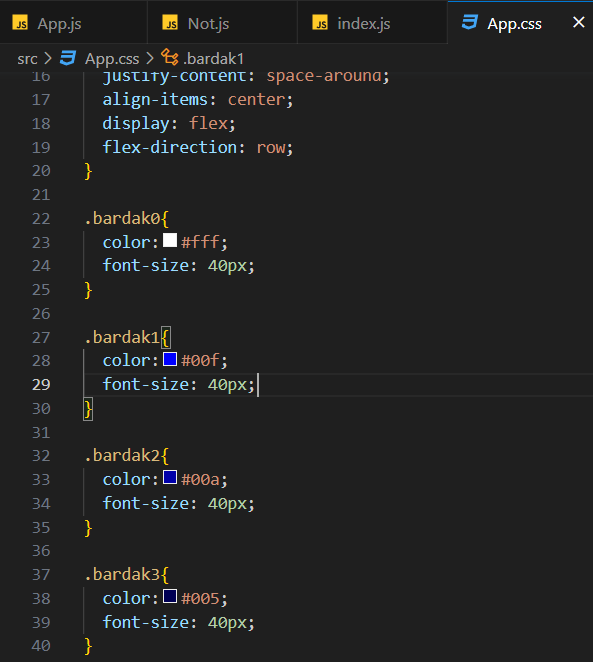 JS App.js JS Not.js JS index.js App.css ×
src > App.css > .bardak1
16 justify-content: space-around;
17 align-items: center;
18 display: flex;
19 flex-direction: row;
20 }
21
22 .bardak0{
23 color: #fff;
24 font-size: 40px;
25 }
26
27 .bardak1{
28 color: #00f;
29 font-size: 40px;
30 }
31
32 .bardak2{
33 color: #00a;
34 font-size: 40px;
35 }
36
37 .bardak3{
38 color: #005;
39 font-size: 40px;
40 }